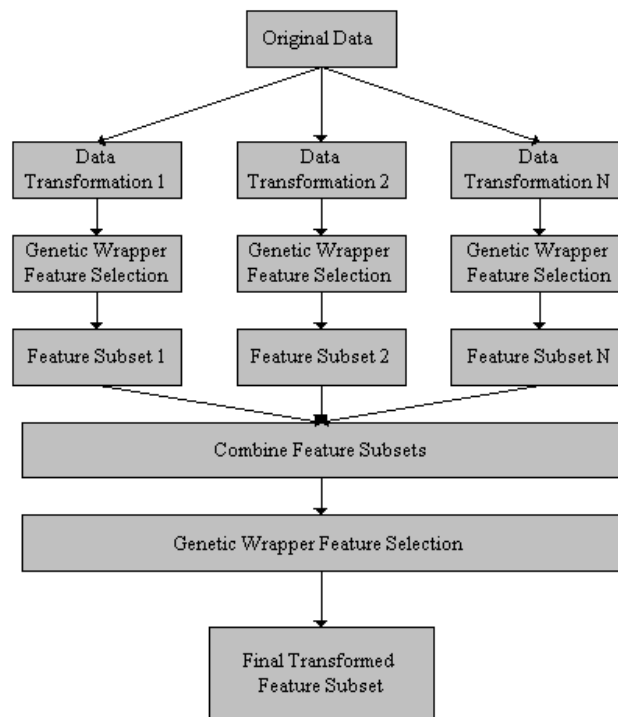 Original Data
Data
Transformation 1
Data
Transformation 2
Data
Transformation N
Genetic Wrapper
Feature Selection
Genetic Wrapper
Feature Selection
Genetic Wrapper
Feature Selection
Feature Subset 1
Feature Subset 2
Feature Subset N
Combine Feature Subsets
Genetic Wrapper Feature Selection
Final Transformed
Feature Subset